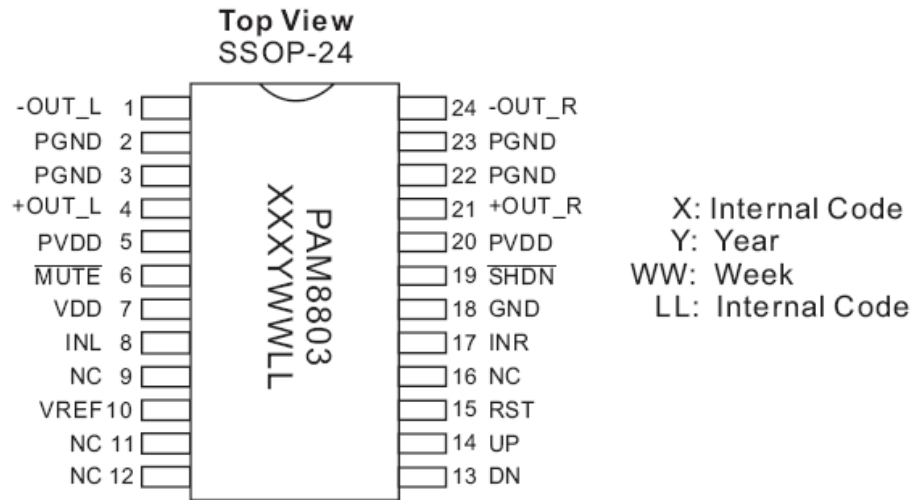 Top View
SSOP-24
-OUT_L 1
PGND 2
PGND 3
+OUT_L 4
PVDD 5
M̅U̅T̅E̅ 6
VDD 7
INL 8
NC 9
VREF 10
NC 11
NC 12
PAM8803
XXXYWWLL
24 -OUT_R
23 PGND
22 PGND
21 +OUT_R
20 PVDD
19 S̅H̅D̅N̅
18 GND
17 INR
16 NC
15 RST
14 UP
13 DN
X: Internal Code
Y: Year
WW: Week
LL: Internal Code